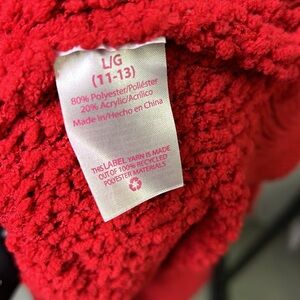 L/G
(11-13)
80% Polyester/Poliéster
20% Acrylic/Acrílico
Made in/Hecho en China
THIS LABEL YARN IS MADE
OUT OF 100% RECYCLED
POLYESTER MATERIALS